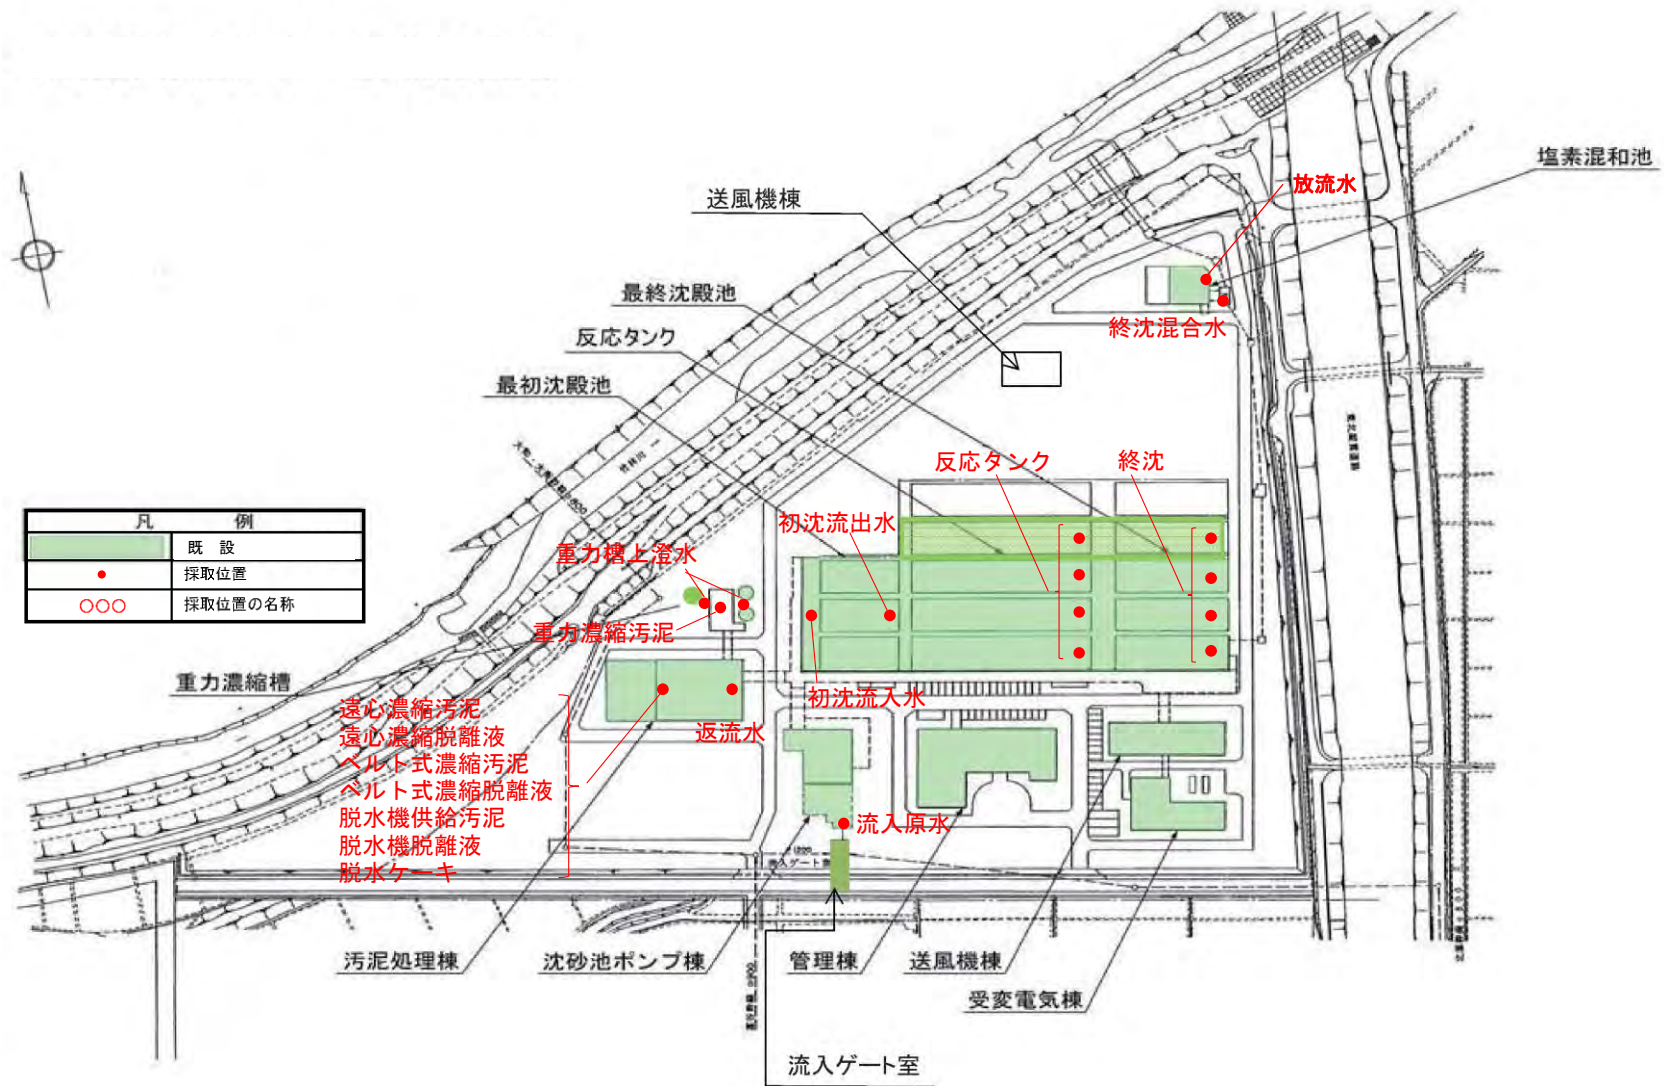 塩素混和池
放流水
送風機棟
最終沈殿池
終沈混合水
反応タンク
最初沈殿池
反応タンク
終沈
凡 例
既 設
採取位置
○○○ 採取位置の名称
初沈流出水
重力槽上澄水
重力濃縮汚泥
重力濃縮槽
初沈流入水
遠心濃縮汚泥
遠心濃縮脱離液
ベルト式濃縮汚泥
ベルト式濃縮脱離液
脱水機供給汚泥
脱水機脱離液
脱水ケーキ
返流水
流入原水
汚泥処理棟
沈砂池ポンプ棟
管理棟
送風機棟
受変電気棟
流入ゲート室